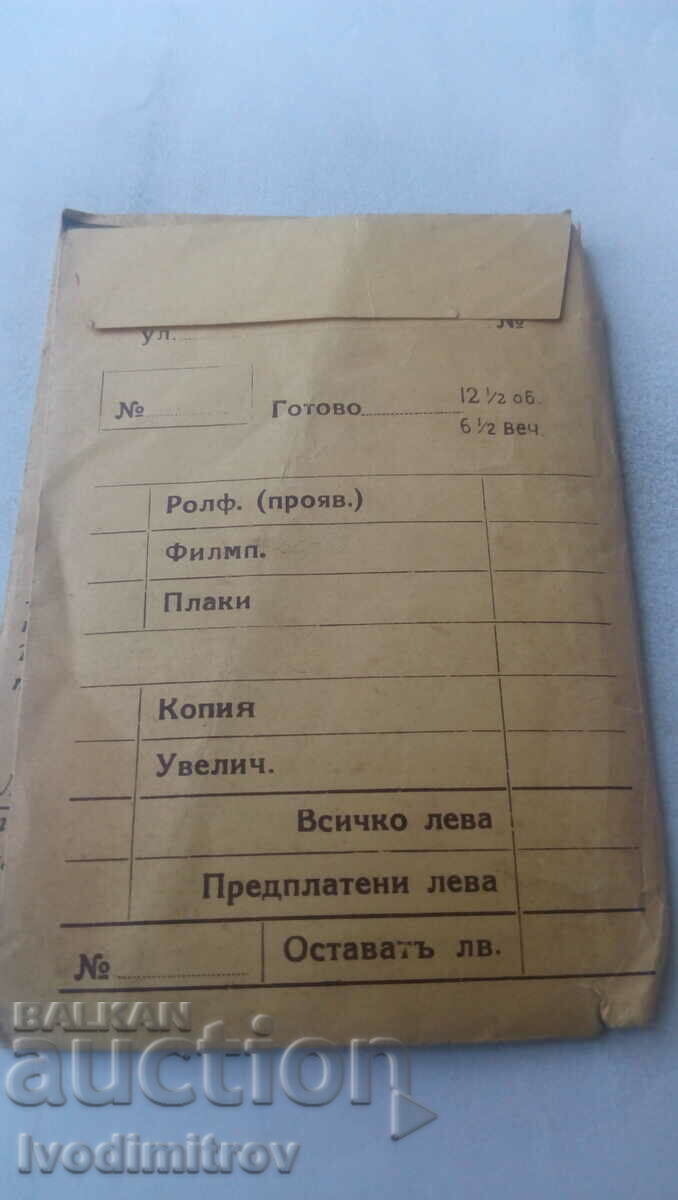 ул. №
№ Готово 12 ½ об.
6 ½ веч.
Ролф. (прояв.)
Филмп.
Плаки
Копия
Увелич.
Всичко лева
Предплатени лева
№ Оставатъ лв.
BALKAN
auction
Ivodimitrov